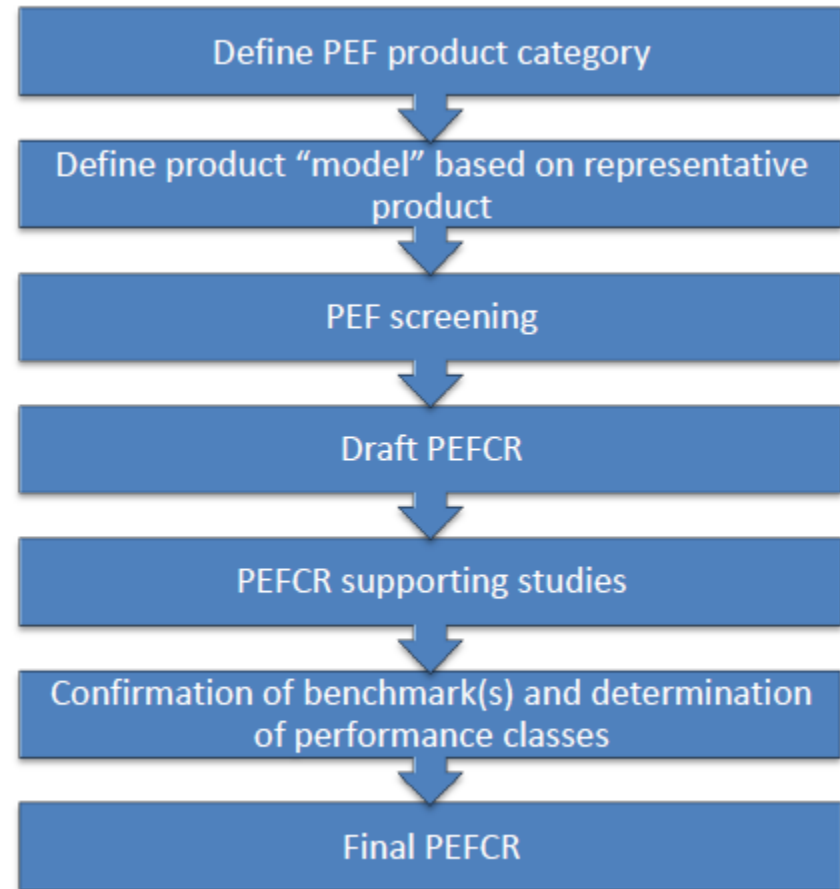 Define PEF product category
Define product “model” based on representative
product
PEF screening
Draft PEFCR
PEFCR supporting studies
Confirmation of benchmark(s) and determination
of performance classes
Final PEFCR